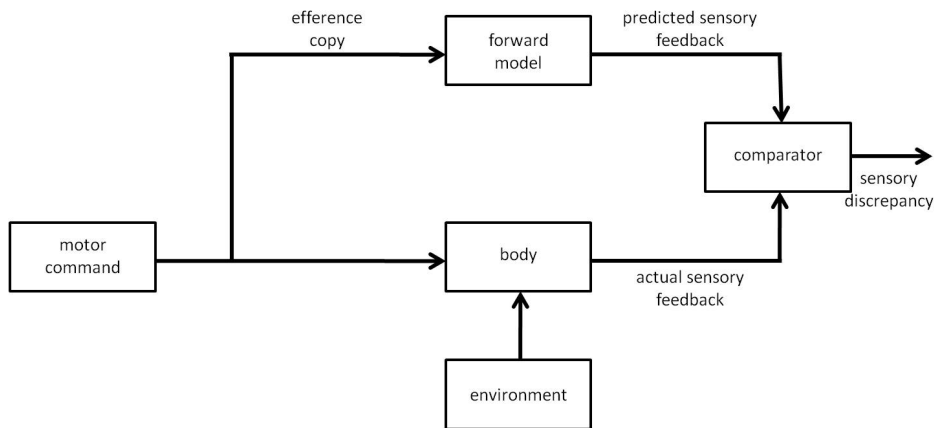 efference
copy
forward
model
predicted sensory
feedback
comparator
sensory
discrepancy
motor
command
body
actual sensory
feedback
environment